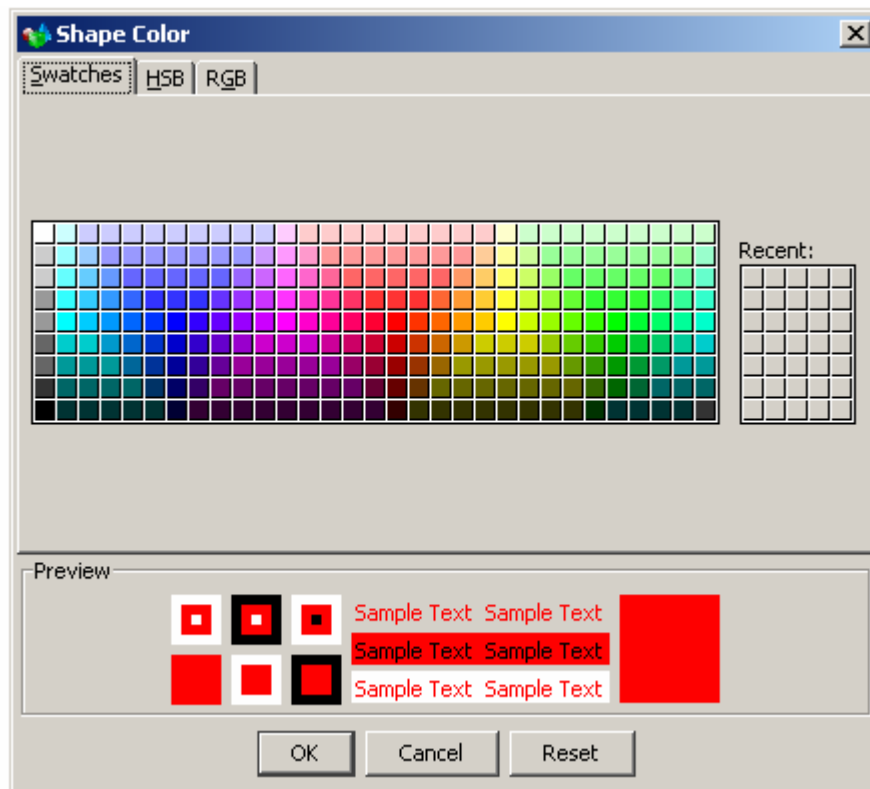 Shape Color
Swatches HSB RGB
Recent:
Preview
Sample Text Sample Text
Sample Text Sample Text
Sample Text Sample Text
OK Cancel Reset